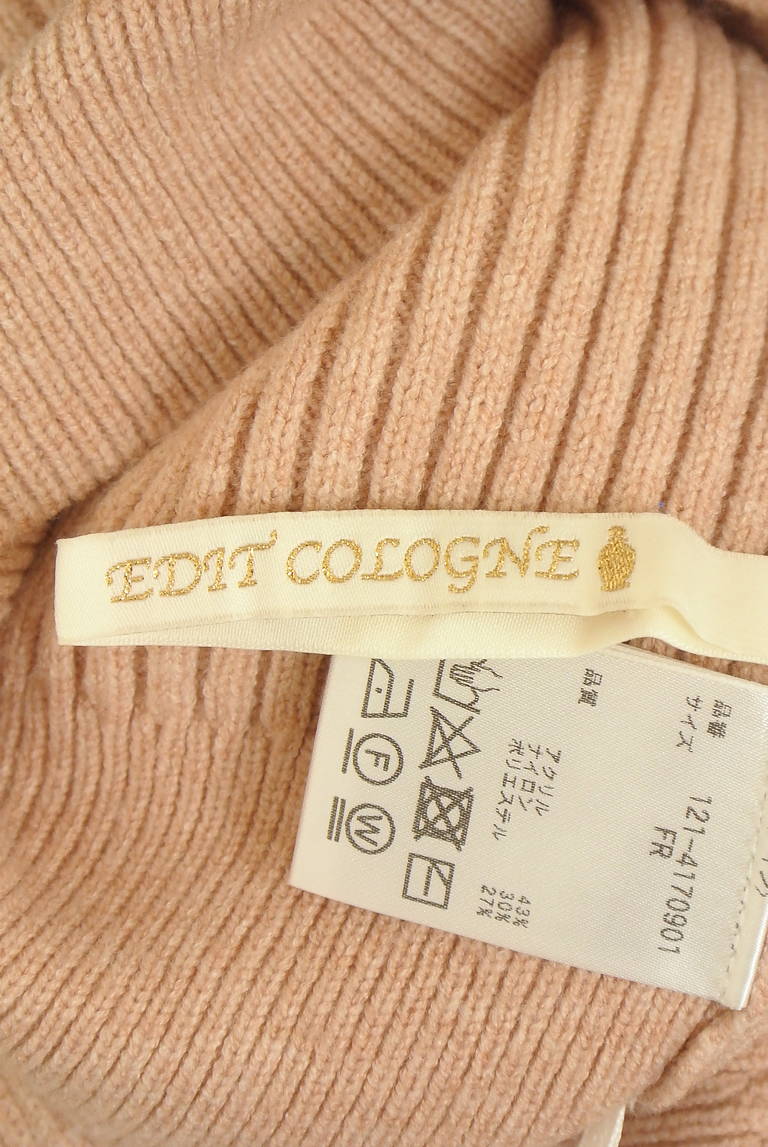 EDIT COLOGNE
品番 121-4170901
サイズ FR
品質
アクリル 43%
ナイロン 30%
ポリエステル 27%
F
W